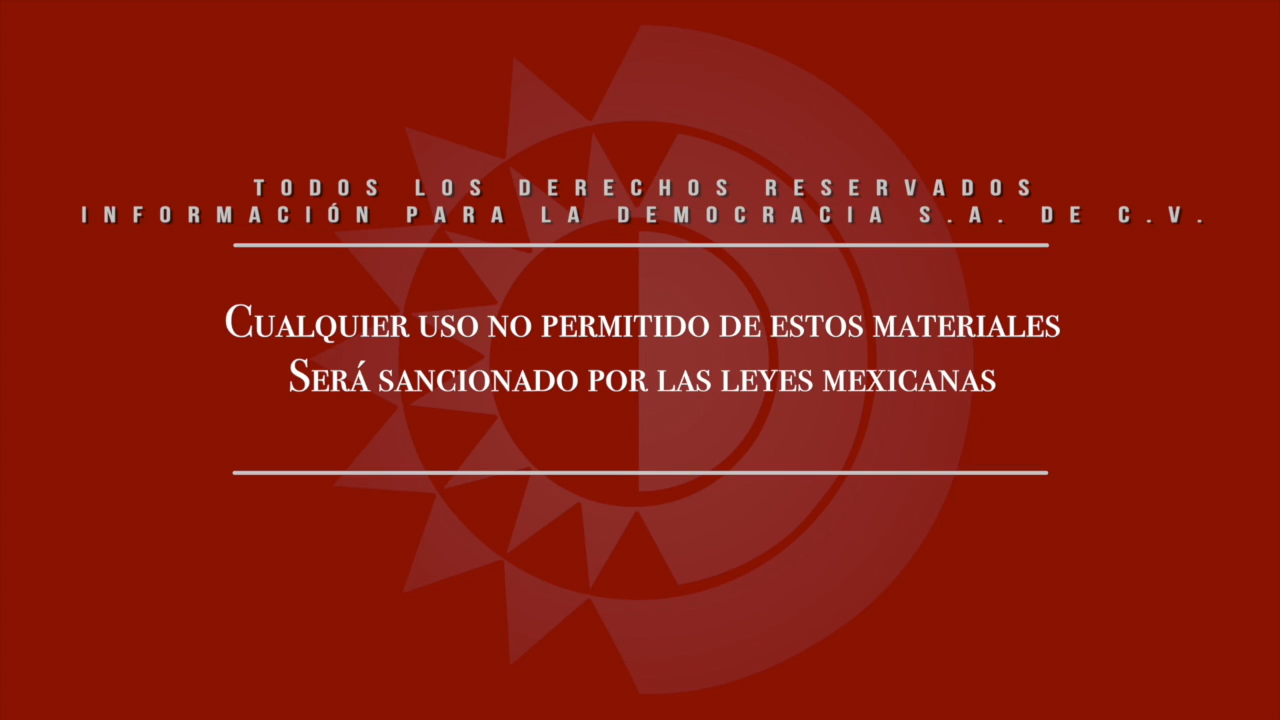 TODOS LOS DERECHOS RESERVADOS
INFORMACIÓN PARA LA DEMOCRACIA S.A. DE C.V.
Cualquier uso no permitido de estos materiales
Será sancionado por las leyes mexicanas